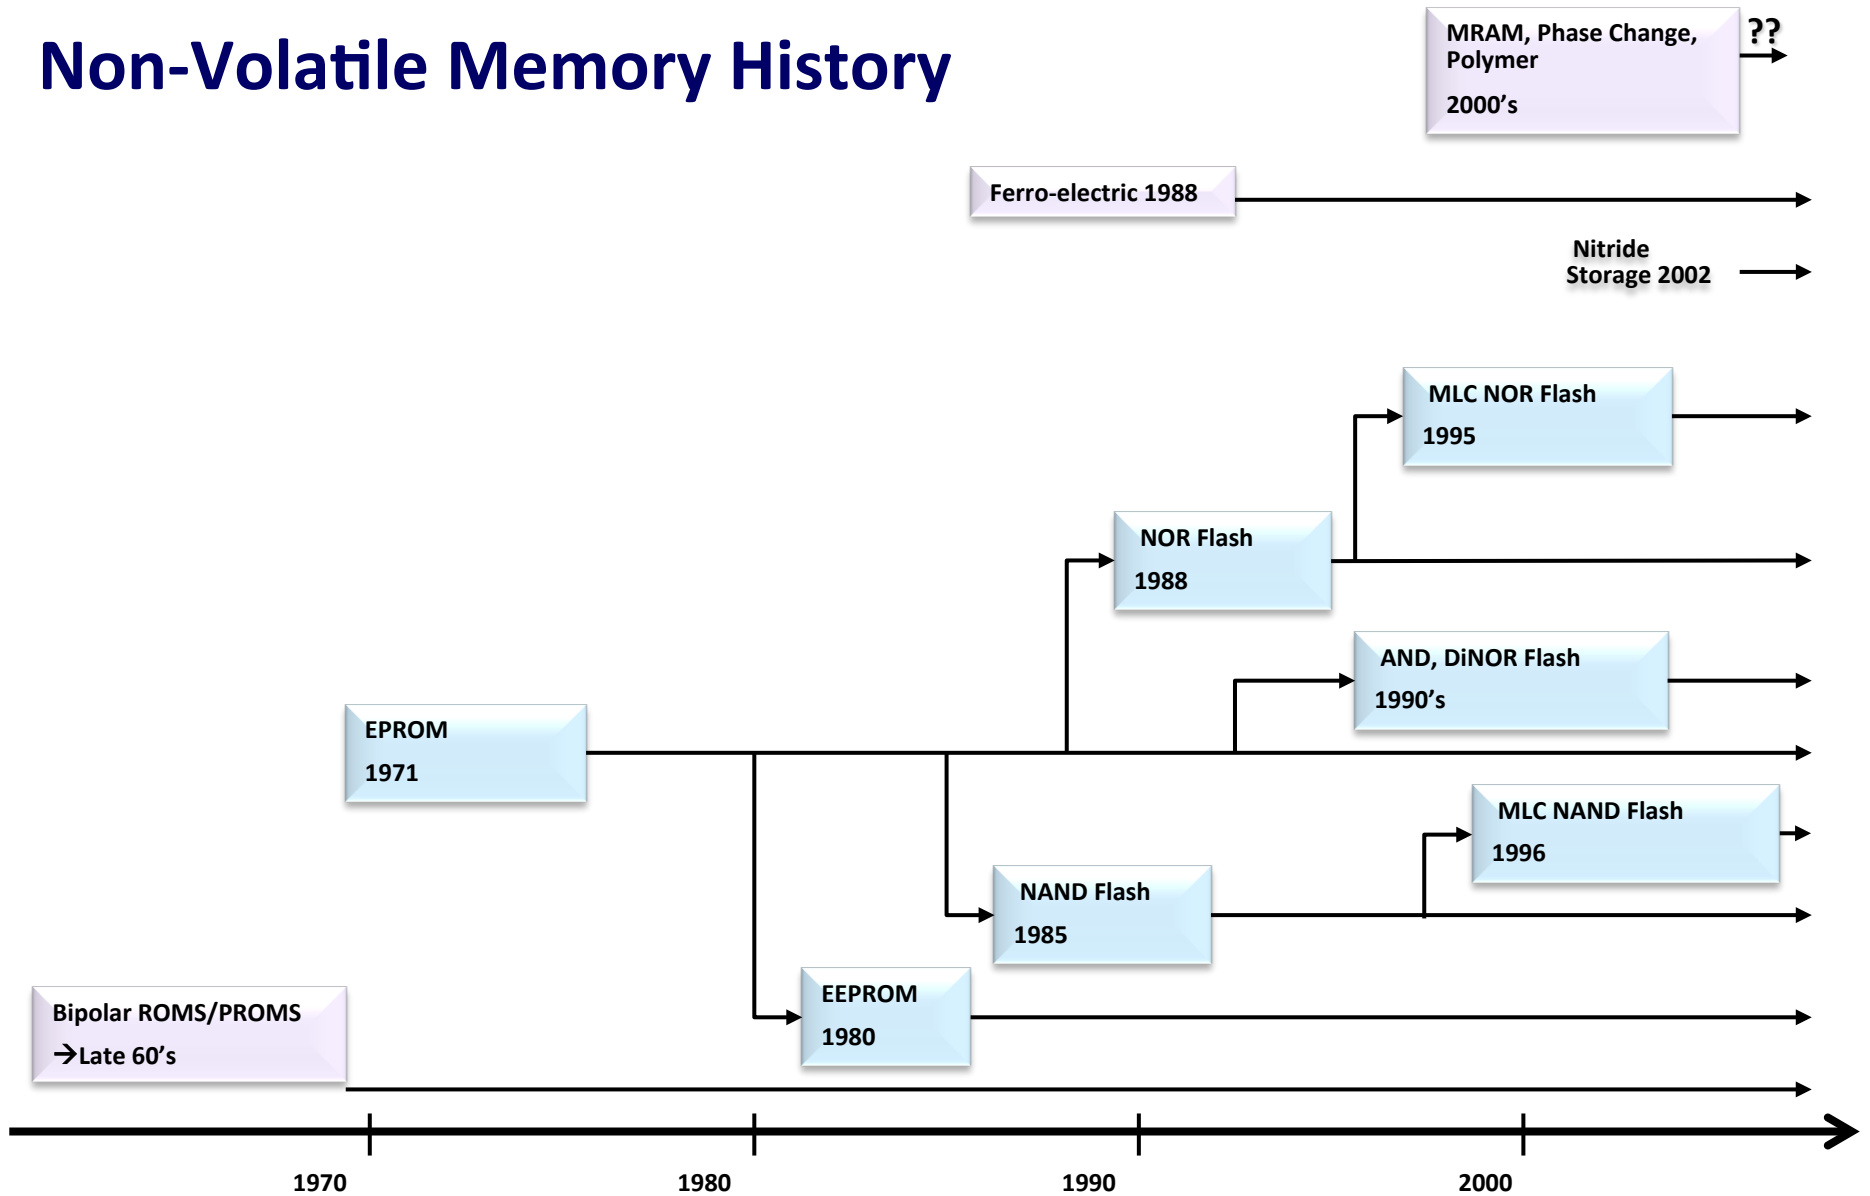 Non-Volatile Memory History
MRAM, Phase Change,
Polymer
2000’s
??
Ferro-electric 1988
Nitride
Storage 2002
MLC NOR Flash
1995
NOR Flash
1988
AND, DiNOR Flash
1990’s
EPROM
1971
MLC NAND Flash
1996
NAND Flash
1985
EEPROM
1980
Bipolar ROMS/PROMS
→Late 60’s
1970
1980
1990
2000